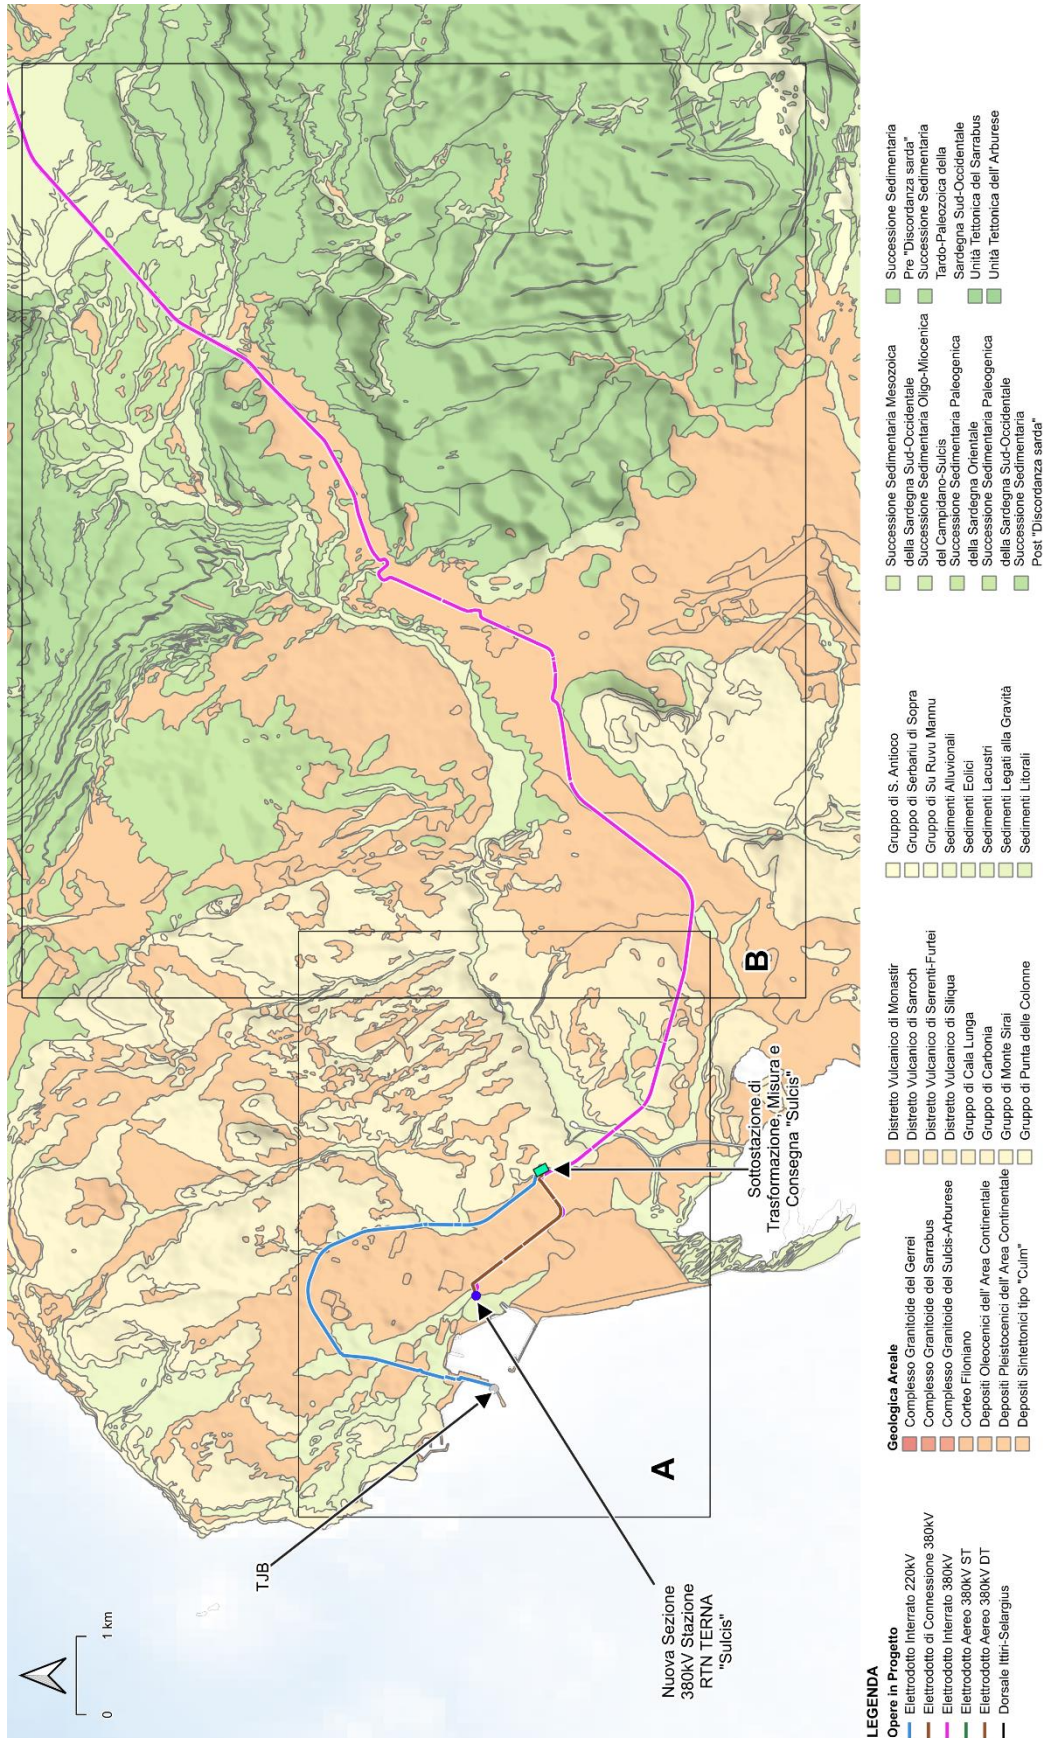 0
1 km
TJB
Nuova Sezione
380kV Stazione
RTN TERNA
"Sulcis"
A
Sottostazione di
Trasformazione, Misura e
Consegna "Sulcis"
B
LEGENDA
Opere in Progetto
Elettrodotto Interrato 220kV
Elettrodotto di Connessione 380kV
Elettrodotto Interrato 380kV
Elettrodotto Aereo 380kV ST
Elettrodotto Aereo 380kV DT
Dorsale Ittiri-Selargius
Geologica Areale
Complesso Granitoide del Gerrei
Complesso Granitoide del Sarrabus
Complesso Granitoide del Sulcis-Arburese
Corteo Filoniano
Depositi Oleocenici dell' Area Continentale
Depositi Pleistocenici dell' Area Continentale
Depositi Sintettonici tipo "Culm"
Distretto Vulcanico di Monastir
Distretto Vulcanico di Sarroch
Distretto Vulcanico di Serrenti-Furtei
Distretto Vulcanico di Siliqua
Gruppo di Cala Lunga
Gruppo di Carbonia
Gruppo di Monte Sirai
Gruppo di Punta delle Colonne
Gruppo di S. Antioco
Gruppo di Serbariu di Sopra
Gruppo di Su Ruvu Mannu
Sedimenti Alluvionali
Sedimenti Eolici
Sedimenti Lacustri
Sedimenti Legati alla Gravità
Sedimenti Litorali
Successione Sedimentaria Mesozoica
della Sardegna Sud-Occidentale
Successione Sedimentaria Oligo-Miocenica
del Campidano-Sulcis
Successione Sedimentaria Paleogenica
della Sardegna Orientale
Successione Sedimentaria Paleogenica
della Sardegna Sud-Occidentale
Successione Sedimentaria
Post "Discordanza sarda"
Successione Sedimentaria
Pre "Discordanza sarda"
Successione Sedimentaria
Tardo-Paleozoica della
Sardegna Sud-Occidentale
Unità Tettonica del Sarrabus
Unità Tettonica dell' Arburese